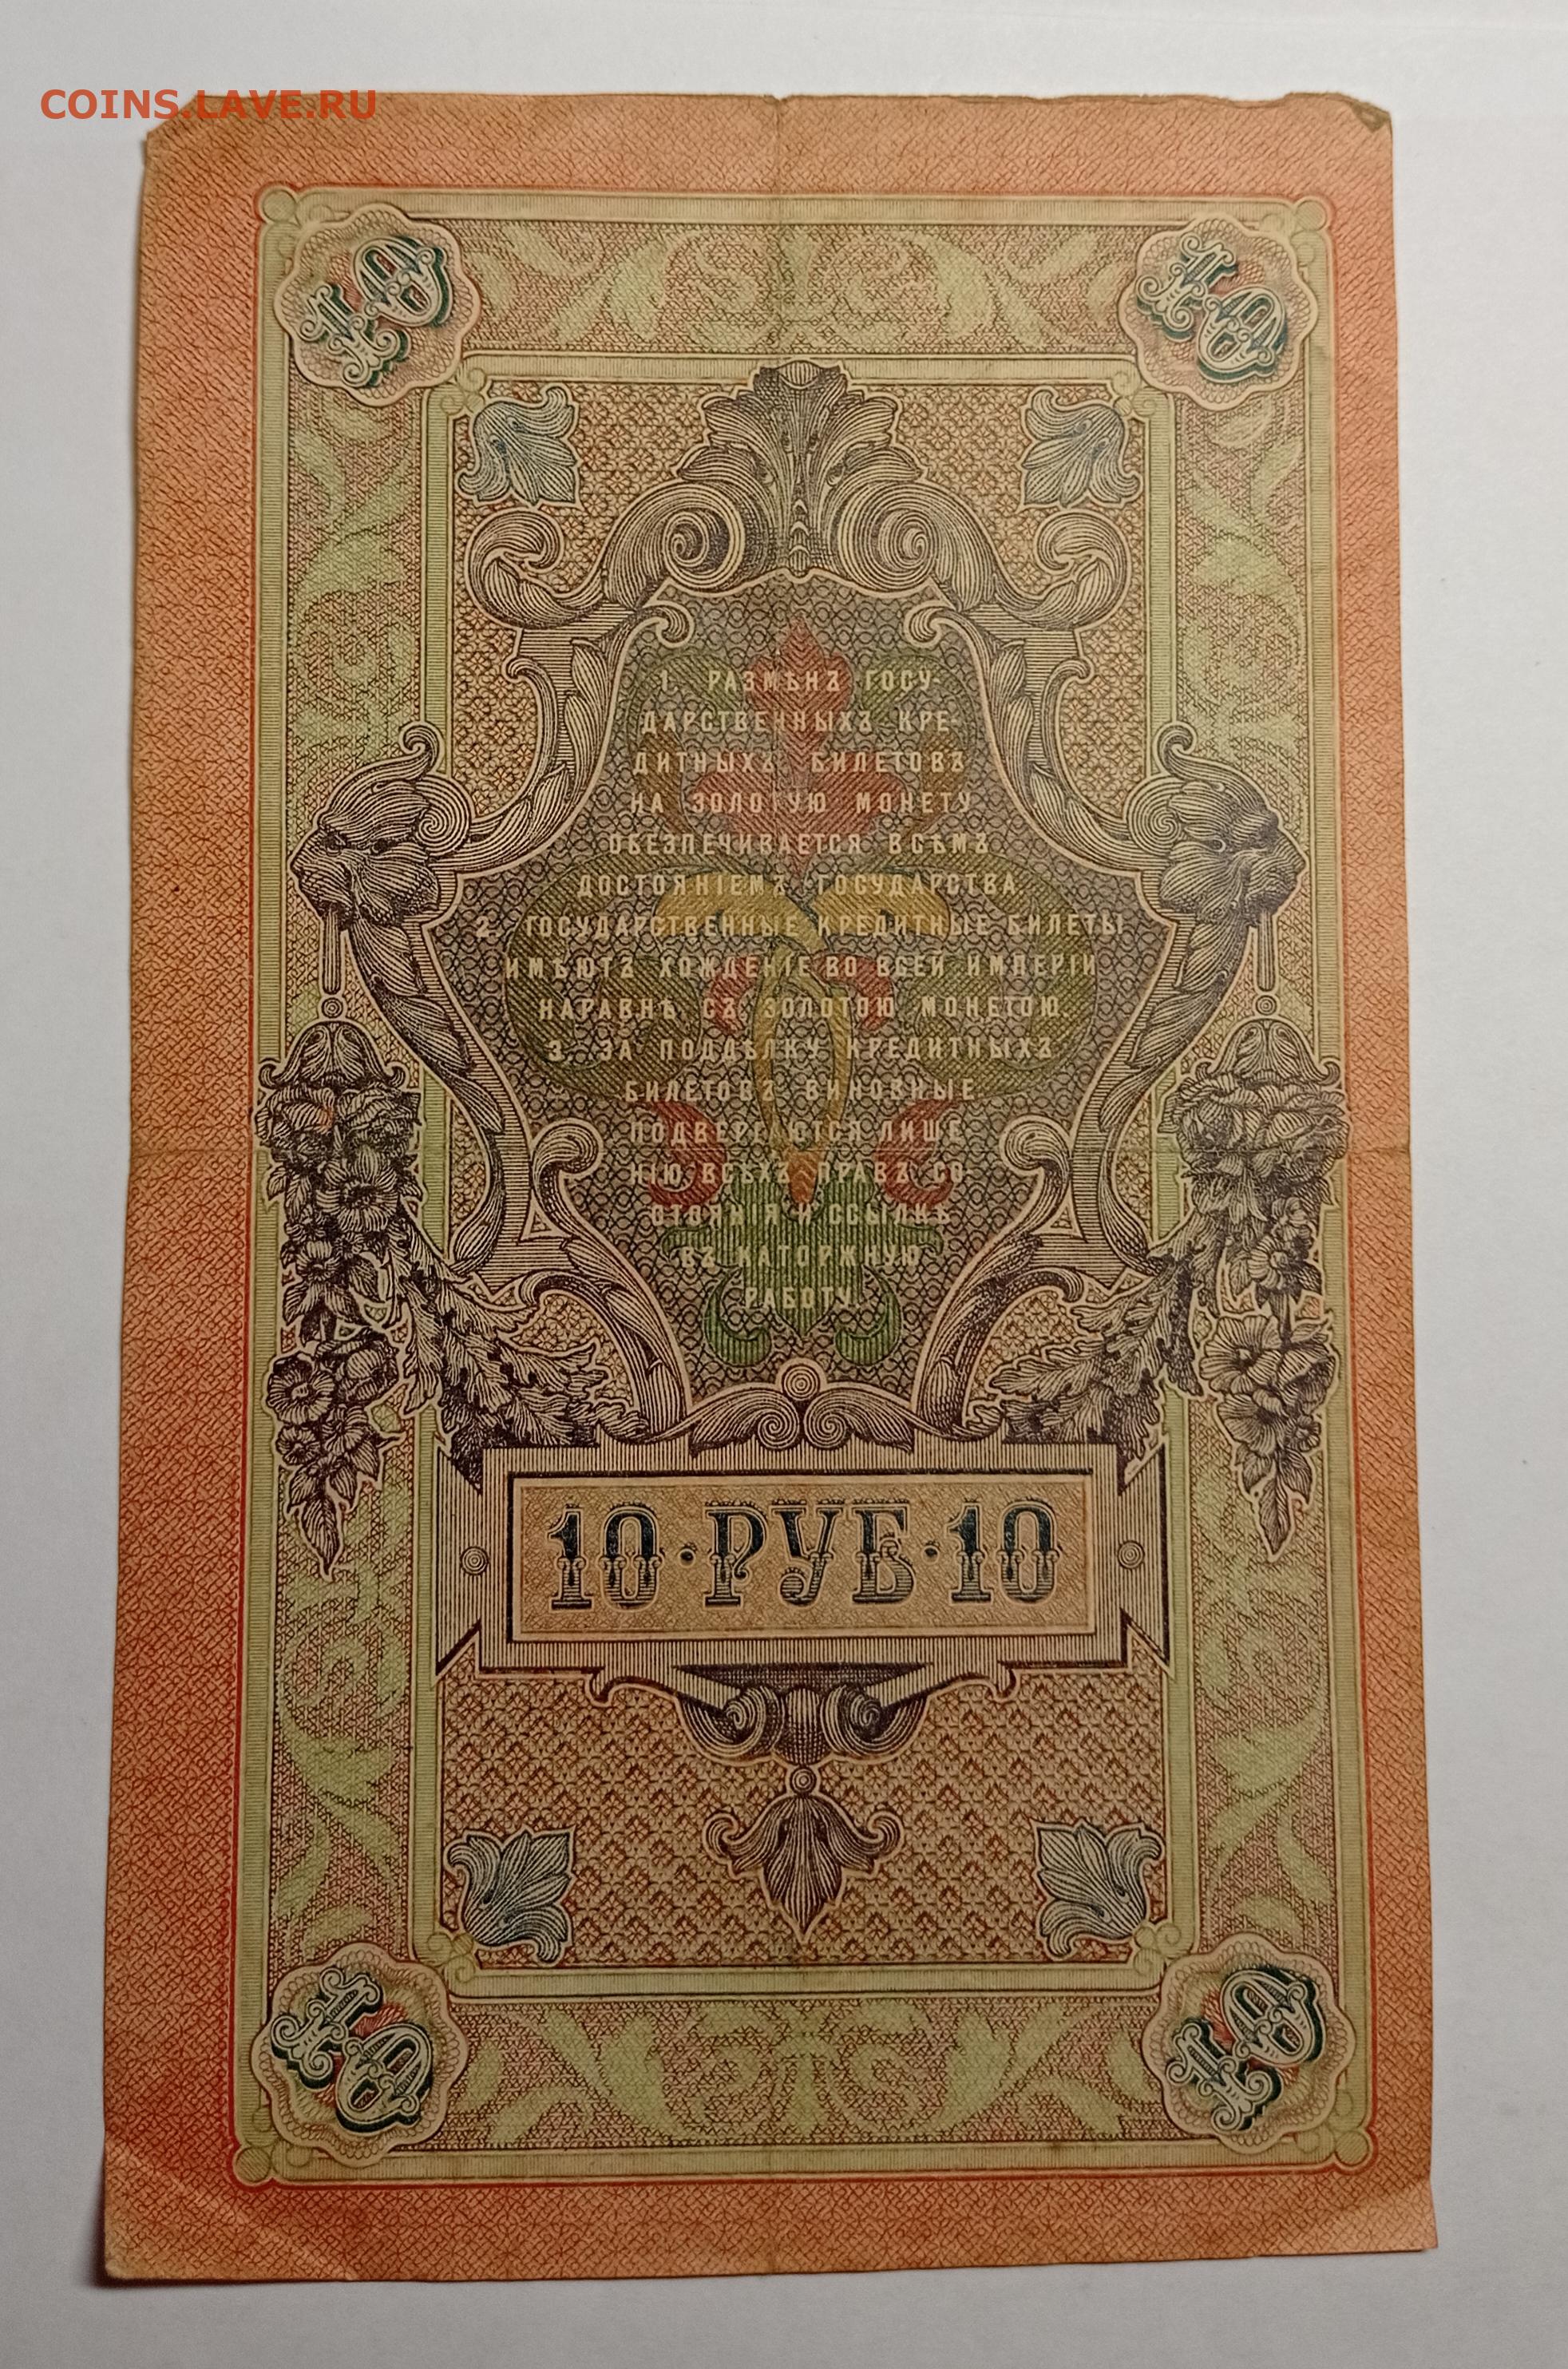 COINS.LAVE.RU
10 10
1 РАЗМѢНЪ ГОСУ-
ДАРСТВЕННЫХЪ КРЕ-
ДИТНЫХЪ БИЛЕТОВЪ
НА ЗОЛОТУЮ МОНЕТУ
ОБЕЗПЕЧИВАЕТСЯ ВСѢМЪ
ДОСТОЯНІЕМЪ ГОСУДАРСТВА
2. ГОСУДАРСТВЕННЫЕ КРЕДИТНЫЕ БИЛЕТЫ
ИМѢЮТЪ ХОЖДЕНІЕ ВО ВСЕЙ ИМПЕРІИ
НАРАВНѢ СЪ ЗОЛОТОЮ МОНЕТОЮ.
3. ЗА ПОДДѢЛКУ КРЕДИТНЫХЪ
БИЛЕТОВЪ ВИНОВНЫЕ
ПОДВЕРГАЮТСЯ ЛИШЕ
НІЮ ВСѢХЪ ПРАВЪ СО
СТОЯНІЯ И ССЫЛКѢ
ВЪ КАТОРЖНУЮ
РАБОТУ.
10·РУБ·10
10 10